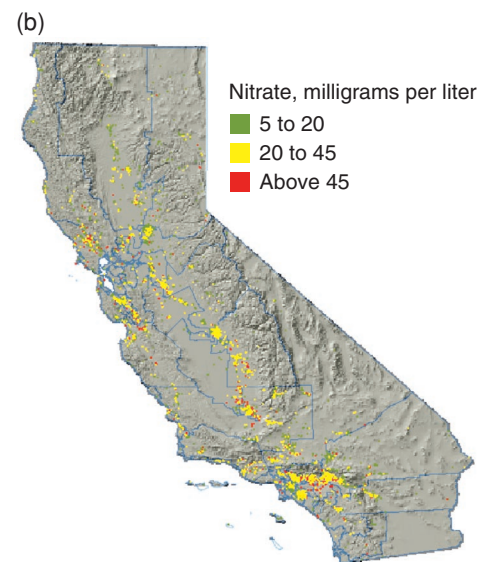 (b)
Nitrate, milligrams per liter
5 to 20
20 to 45
Above 45